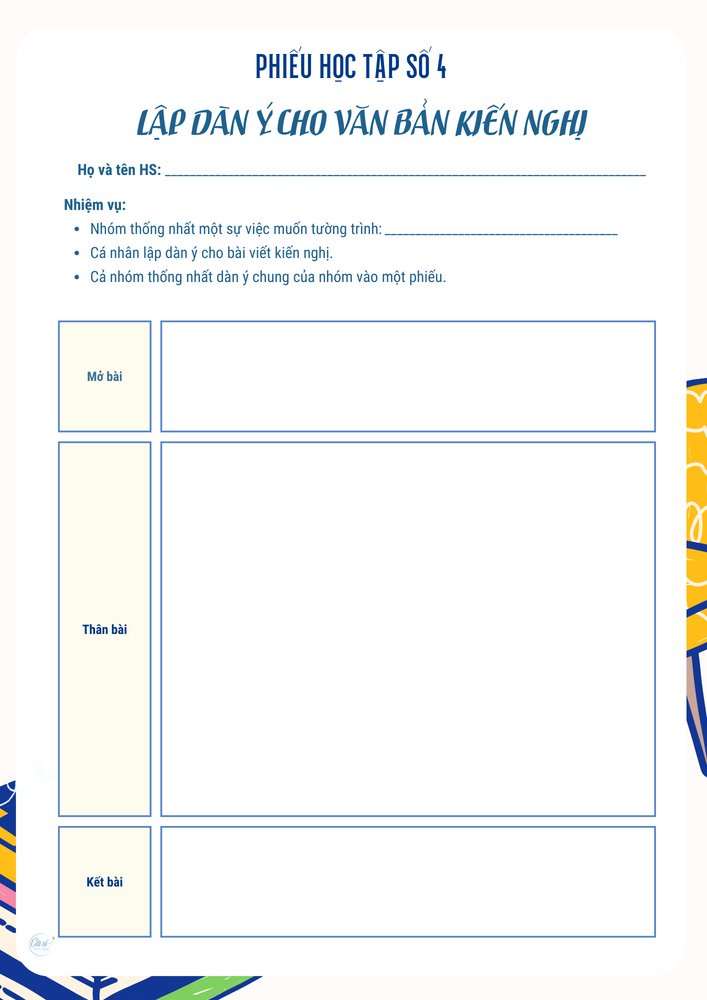 PHIẾU HỌC TẬP SỐ 4
LẬP DÀN Ý CHO VĂN BẢN KIẾN NGHỊ
Họ và tên HS: ____________________________________________________________________________
Nhiệm vụ:
• Nhóm thống nhất một sự việc muốn tường trình: _____________________________________
• Cá nhân lập dàn ý cho bài viết kiến nghị.
• Cả nhóm thống nhất dàn ý chung của nhóm vào một phiếu.
Mở bài
Thân bài
Kết bài